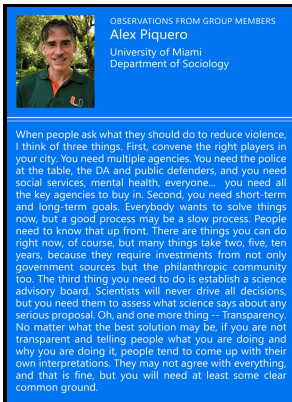 OBSERVATIONS FROM GROUP MEMBERS
Alex Piquero
University of Miami
Department of Sociology
U
When people ask what they should do to reduce violence,
I think of three things. First, convene the right players in
your city. You need multiple agencies. You need the police
at the table, the DA and public defenders, and you need
social services, mental health, everyone... you need all
the key agencies to buy in. Second, you need short-term
and long-term goals. Everybody wants to solve things
now, but a good process may be a slow process. People
need to know that up front. There are things you can do
right now, of course, but many things take two, five, ten
years, because they require investments from not only
government sources but the philanthropic community
too. The third thing you need to do is establish a science
advisory board. Scientists will never drive all decisions,
but you need them to assess what science says about any
serious proposal. Oh, and one more thing -- Transparency.
No matter what the best solution may be, if you are not
transparent and telling people what you are doing and
why you are doing it, people tend to come up with their
own interpretations. They may not agree with everything,
and that is fine, but you will need at least some clear
common ground.